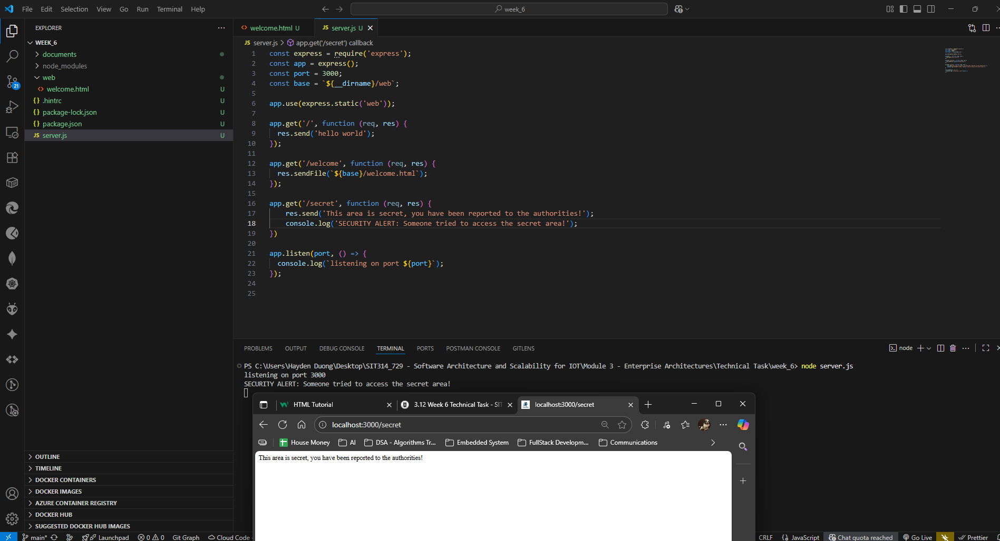 File Edit Selection View Go Run Terminal Help
week_6
EXPLORER
WEEK_6
documents
node_modules
web
welcome.html U
.hintrc U
package-lock.json U
package.json U
server.js U
21
OUTLINE
TIMELINE
DOCKER CONTAINERS
DOCKER IMAGES
AZURE CONTAINER REGISTRY
DOCKER HUB
SUGGESTED DOCKER HUB IMAGES
welcome.html U
JS server.js U
JS server.js > app.get('/secret') callback
1 const express = require('express');
2 const app = express();
3 const port = 3000;
4 const base = `${__dirname}/web`;
5
6 app.use(express.static('web'));
7
8 app.get('/', function (req, res) {
9 res.send('hello world');
10 });
11
12 app.get('/welcome', function (req, res) {
13 res.sendFile(`${base}/welcome.html`);
14 });
15
16 app.get('/secret', function (req, res) {
17 res.send('This area is secret, you have been reported to the authorities!');
18 console.log('SECURITY ALERT: Someone tried to access the secret area!');
19 })
20
21 app.listen(port, () => {
22 console.log(`listening on port ${port}`);
23 });
24
25
PROBLEMS OUTPUT DEBUG CONSOLE TERMINAL PORTS POSTMAN CONSOLE GITLENS
node
PS C:\Users\Hayden Duong\Desktop\SIT314_729 - Software Architecture and Scalability for IOT\Module 3 - Enterprise Architectures\Technical Task\week_6> node server.js
listening on port 3000
SECURITY ALERT: Someone tried to access the secret area!
HTML Tutorial
3.12 Week 6 Technical Task - SIT
localhost:3000/secret
localhost:3000/secret
House Money AI DSA - Algorithms Tr... Embedded System FullStack Developm... Communications
This area is secret, you have been reported to the authorities!
main* Launchpad 0 0 Git Graph Cloud Code
CRLF {} JavaScript Chat quota reached Go Live Prettier